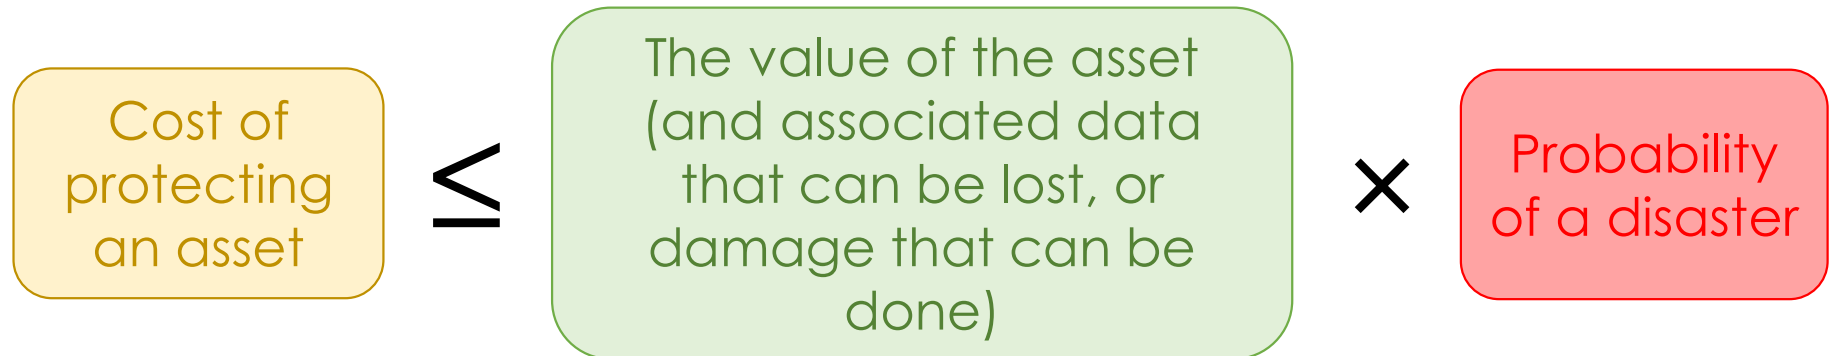 Cost of
protecting
an asset
≤
The value of the asset
(and associated data
that can be lost, or
damage that can be
done)
×
Probability
of a disaster